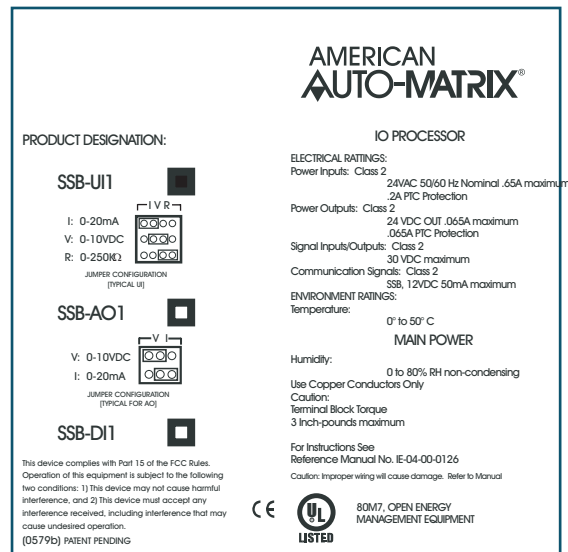 AMERICAN
AUTO-MATRIX®
PRODUCT DESIGNATION:
SSB-UI1
I V R
I: 0-20mA
V: 0-10VDC
R: 0-250KΩ
JUMPER CONFIGURATION
(TYPICAL UI)
SSB-AO1
V I
V: 0-10VDC
I: 0-20mA
JUMPER CONFIGURATION
(TYPICAL FOR AO)
SSB-DI1
This device complies with Part 15 of the FCC Rules.
Operation of this equipment is subject to the following
two conditions: 1) This device may not cause harmful
interference, and 2) This device must accept any
interference received, including interference that may
cause undesired operation.
(0579b) PATENT PENDING
IO PROCESSOR
ELECTRICAL RATTINGS:
Power Inputs: Class 2
24VAC 50/60 Hz Nominal .65A maximum
.2A PTC Protection
Power Outputs: Class 2
24 VDC OUT .065A maximum
.065A PTC Protection
Signal Inputs/Outputs: Class 2
30 VDC maximum
Communication Signals: Class 2
SSB, 12VDC 50mA maximum
ENVIRONMENT RATINGS:
Temperature:
0° to 50° C
MAIN POWER
Humidity:
0 to 80% RH non-condensing
Use Copper Conductors Only
Caution:
Terminal Block Torque
3 Inch-pounds maximum
For Instructions See
Reference Manual No. IE-04-00-0126
Caution: Improper wiring will cause damage. Refer to Manual
CE
UL
LISTED
80M7, OPEN ENERGY
MANAGEMENT EQUIPMENT